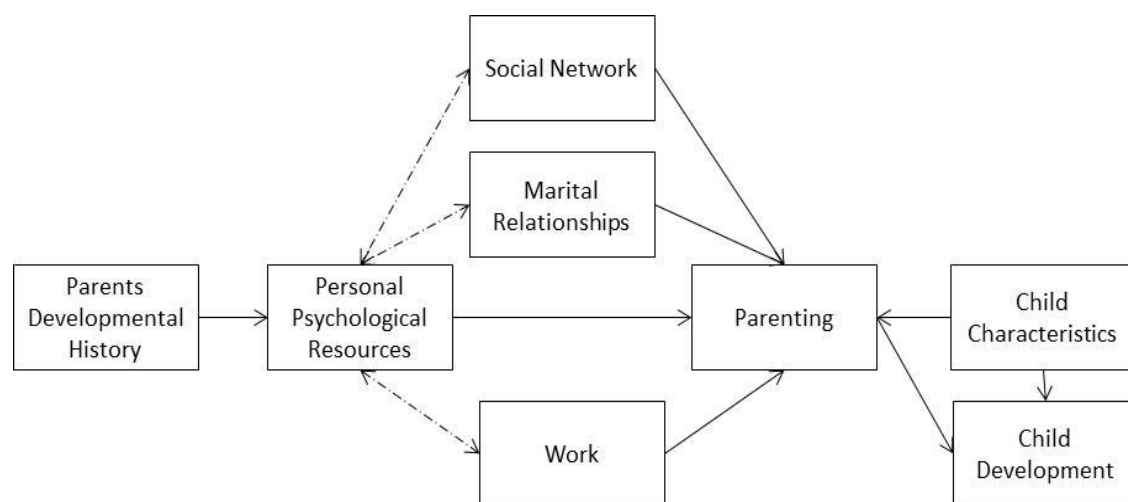 Social Network
Marital
Relationships
Parents
Developmental
History
Personal
Psychological
Resources
Parenting
Child
Characteristics
Work
Child
Development